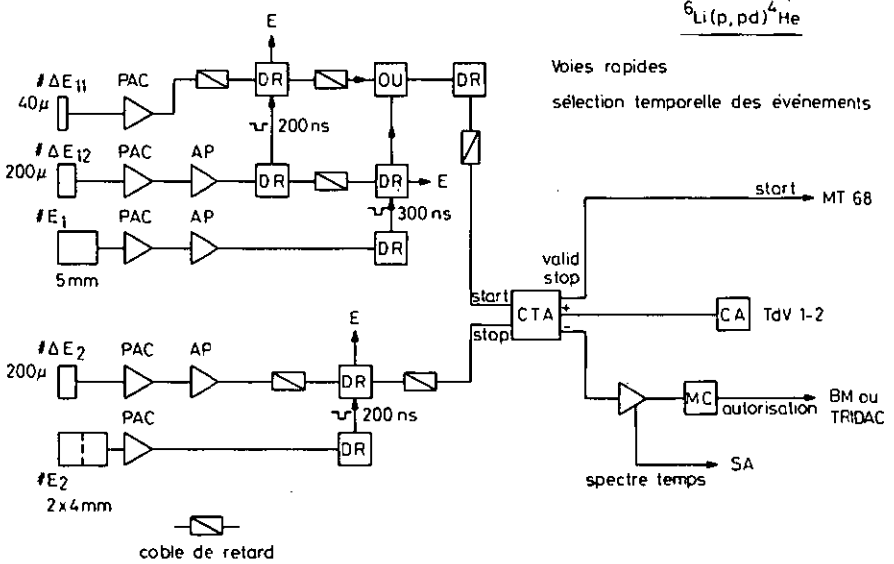 ⁶Li(p,pd)⁴He
Voies rapides
sélection temporelle des événements
E
#ΔE₁₁
40µ
PAC
DR
OU
DR
200 ns
#ΔE₁₂
200µ
PAC
AP
DR
DR
E
300 ns
#E₁
5mm
PAC
AP
DR
start
MT 68
valid
stop
start
stop
CTA
+
-
CA
TdV 1-2
E
#ΔE₂
200µ
PAC
AP
DR
200 ns
#E₂
2x4mm
PAC
DR
MC
autorisation
BM ou
TRIDAC
spectre temps
SA
coble de retard